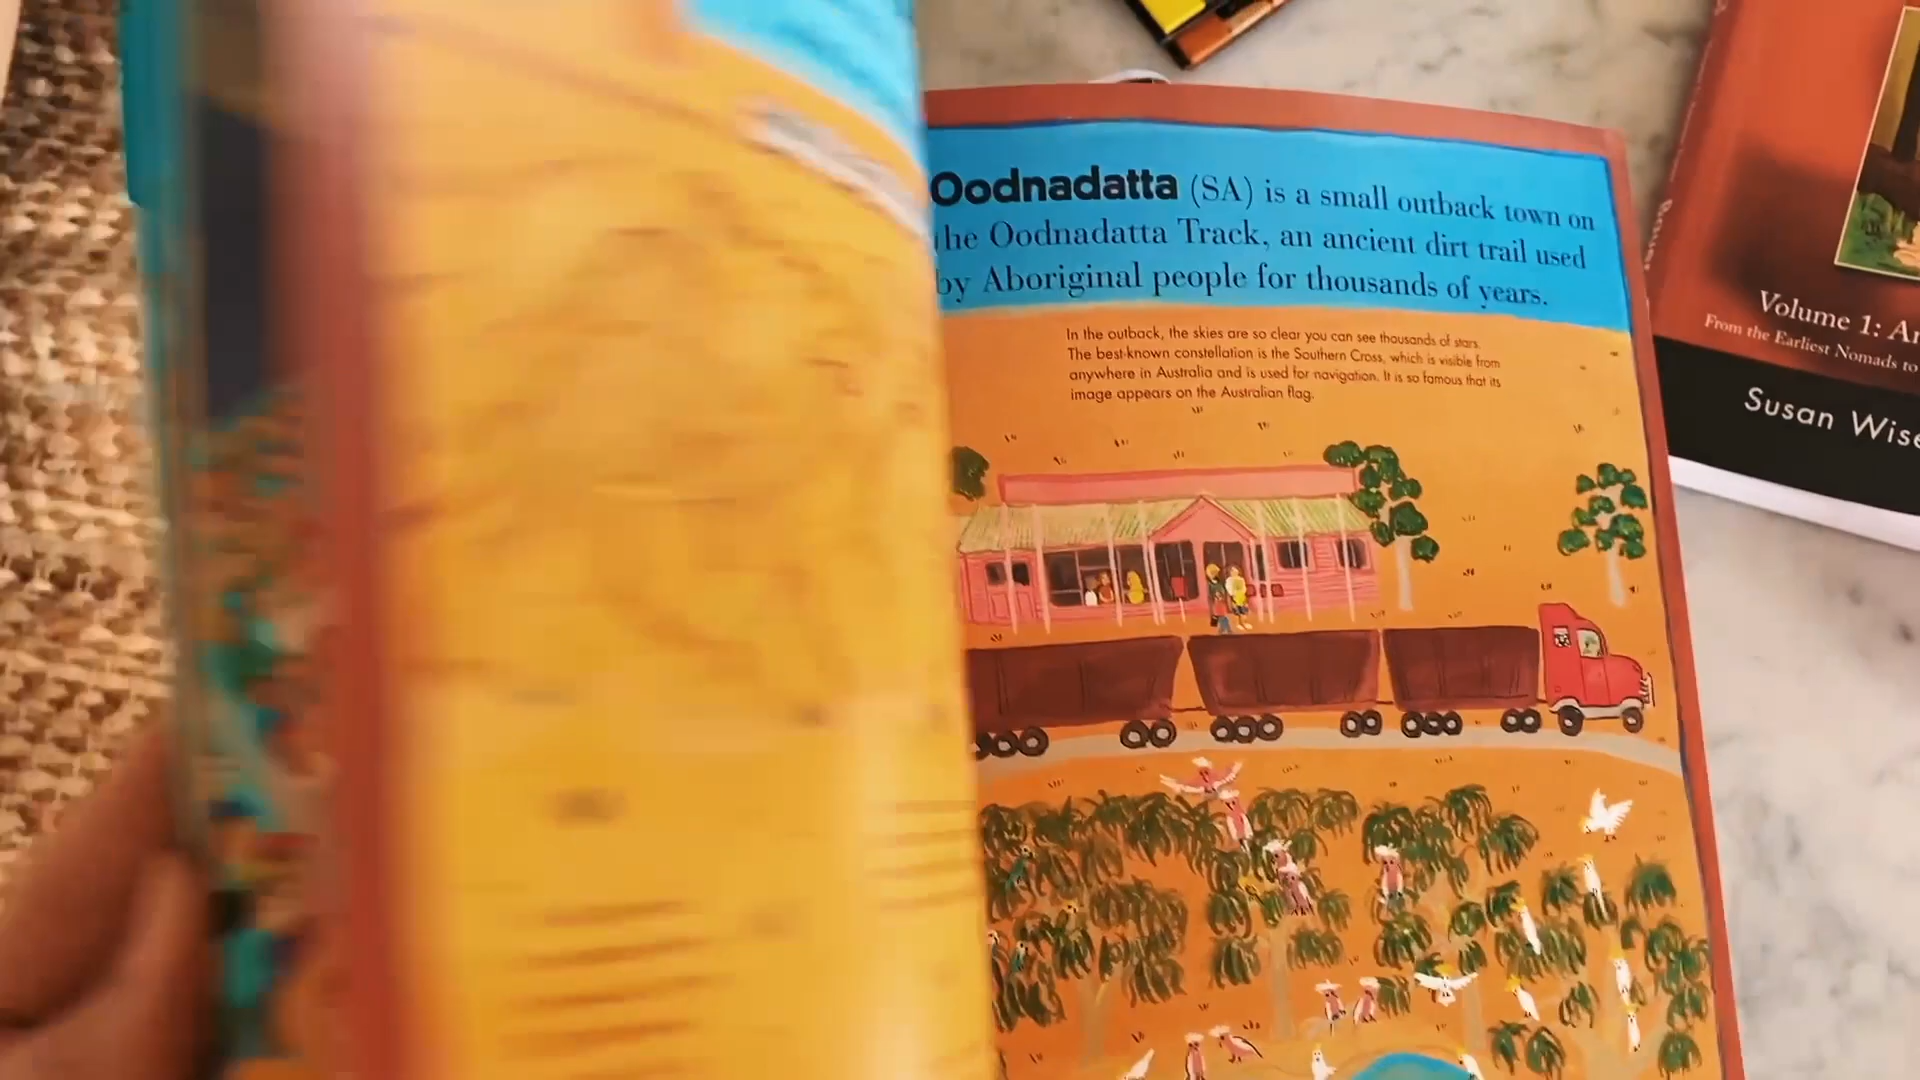 Oodnadatta (SA) is a small outback town on
the Oodnadatta Track, an ancient dirt trail used
by Aboriginal people for thousands of years.
In the outback, the skies are so clear you can see thousands of stars.
The best-known constellation is the Southern Cross, which is visible from
anywhere in Australia and is used for navigation. It is so famous that its
image appears on the Australian flag.
Volume 1: An
From the Earliest Nomads to
Susan Wise